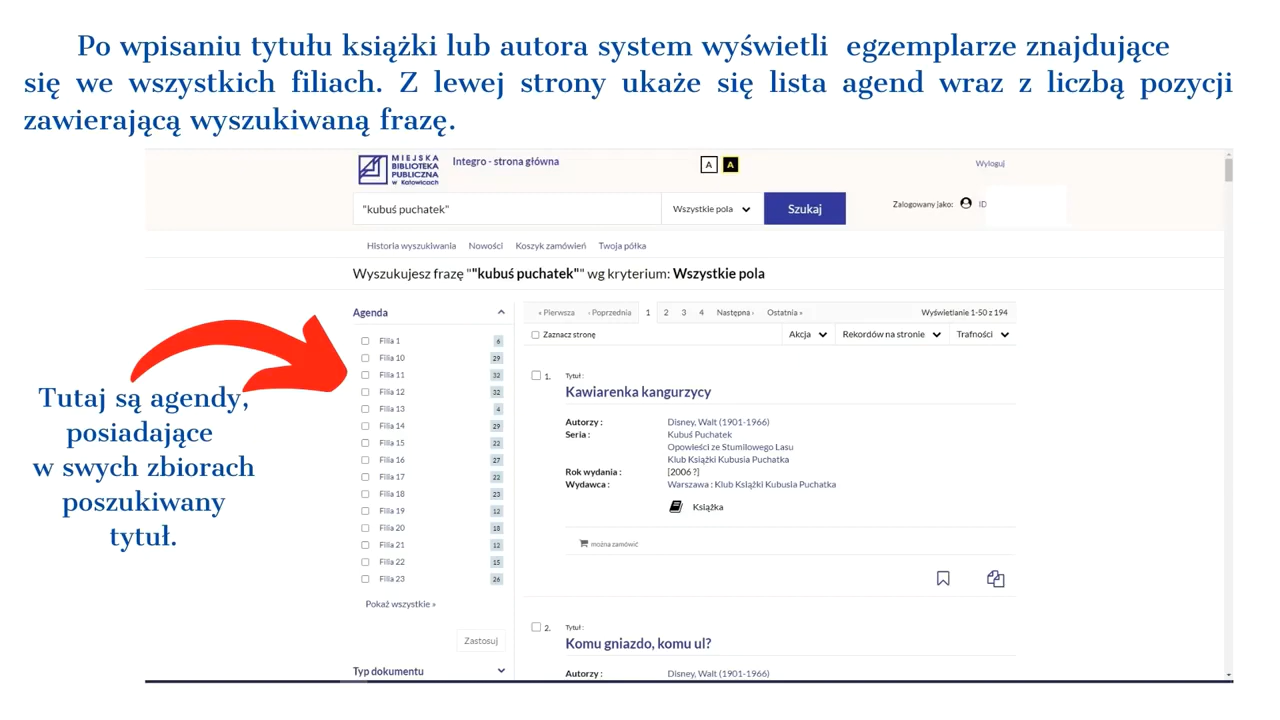 Po wpisaniu tytułu książki lub autora system wyświetli egzemplarze znajdujące
się we wszystkich filiach. Z lewej strony ukaże się lista agend wraz z liczbą pozycji
zawierającą wyszukiwaną frazę.
MIEJSKA
BIBLIOTEKA
PUBLICZNA
w Katowicach
Integro - strona główna
A A
Wyloguj
"kubuś puchatek"
Wszystkie pola
Szukaj
Zalogowany jako: ID
Historia wyszukiwania Nowości Koszyk zamówień Twoja półka
Wyszukujesz frazę ""kubuś puchatek"" wg kryterium: Wszystkie pola
Agenda
Filia 1 6
Filia 10 29
Filia 11 32
Filia 12 32
Filia 13 4
Filia 14 29
Filia 15 22
Filia 16 27
Filia 17 22
Filia 18 23
Filia 19 12
Filia 20 18
Filia 21 12
Filia 22 15
Filia 23 26
Pokaż wszystkie »
Zastosuj
Typ dokumentu
Tutaj są agendy,
posiadające
w swych zbiorach
poszukiwany
tytuł.
« Pierwsza ‹ Poprzednia 1 2 3 4 Następna › Ostatnia » Wyświetlanie 1-50 z 194
Zaznacz stronę Akcja Rekordów na stronie Trafności
1. Tytuł :
Kawiarenka kangurzycy
Autorzy : Disney, Walt (1901-1966)
Seria : Kubuś Puchatek
Opowieści ze Stumilowego Lasu
Klub Książki Kubusia Puchatka
Rok wydania : [2006 ?]
Wydawca : Warszawa : Klub Książki Kubusia Puchatka
Książka
można zamówić
2. Tytuł :
Komu gniazdo, komu ul?
Autorzy : Disney, Walt (1901-1966)